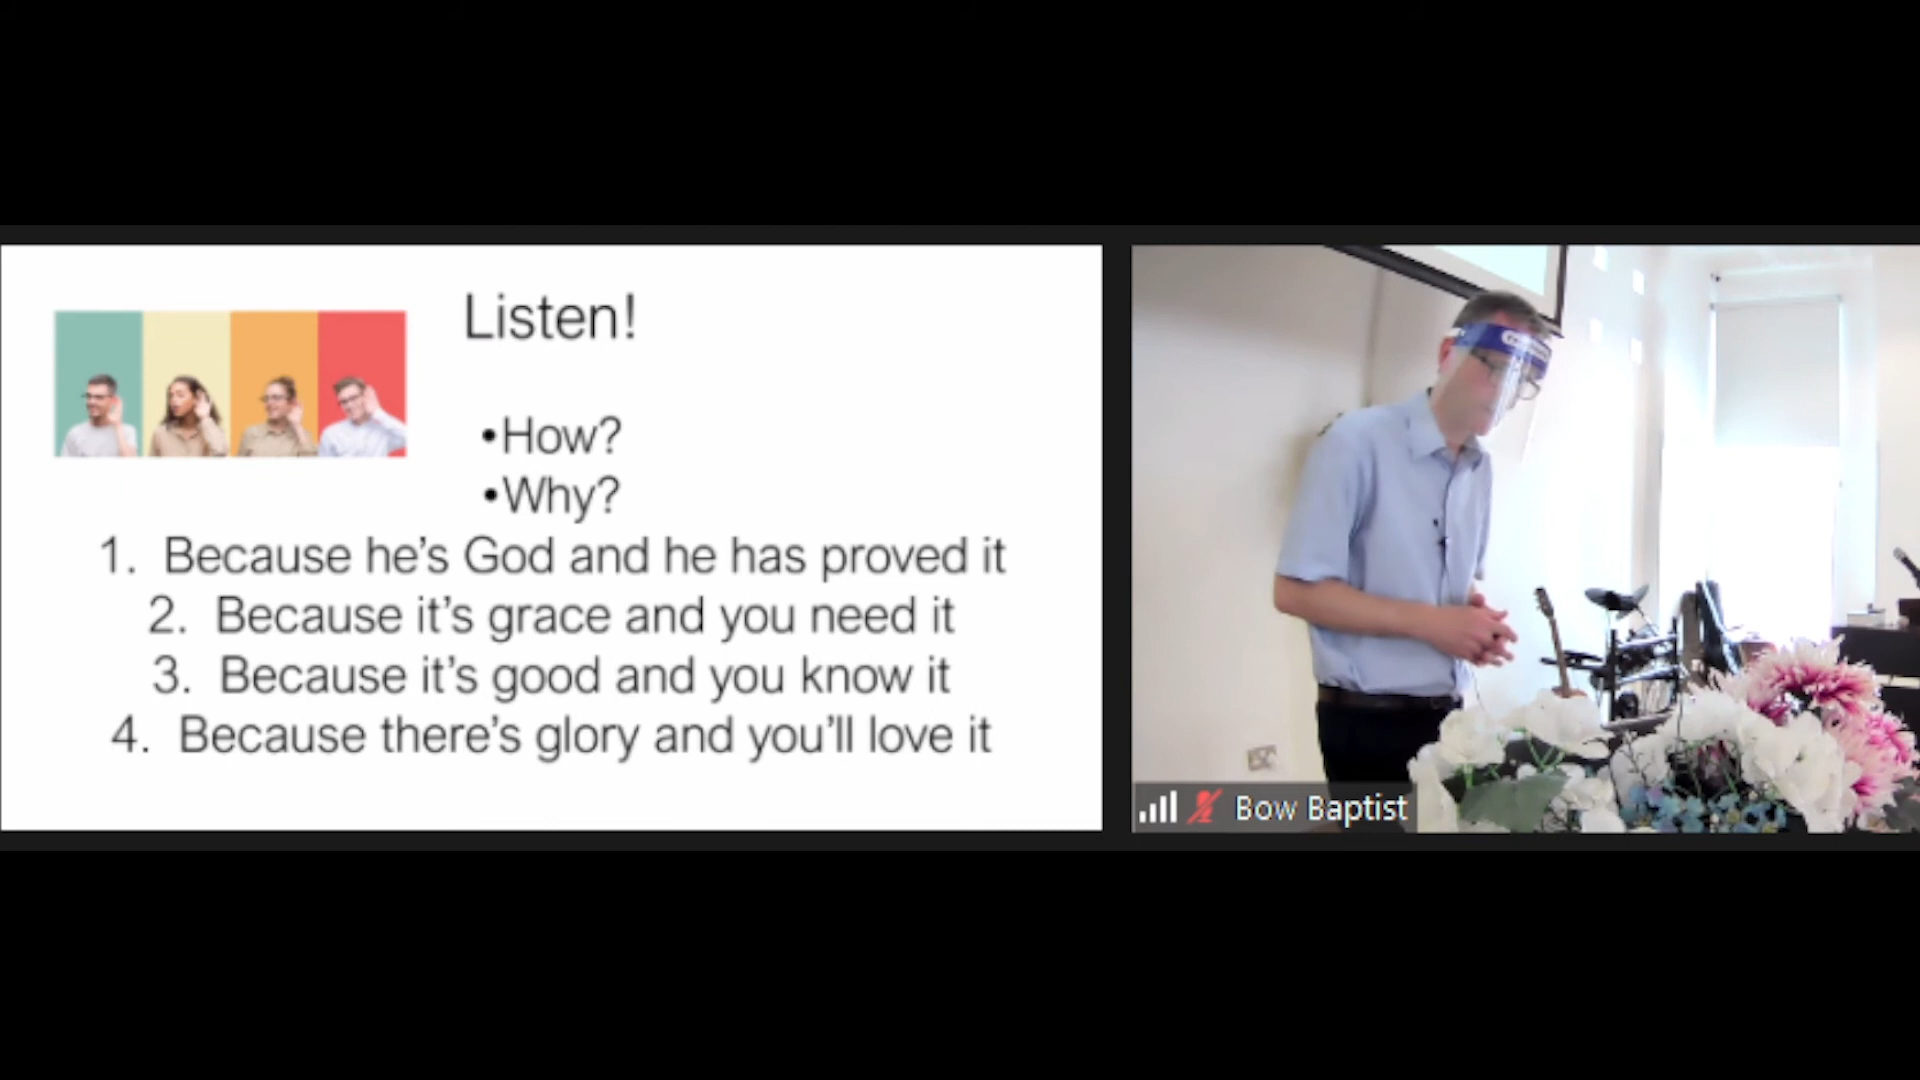 Listen!
•How?
•Why?
1. Because he's God and he has proved it
2. Because it's grace and you need it
3. Because it's good and you know it
4. Because there's glory and you'll love it
Bow Baptist